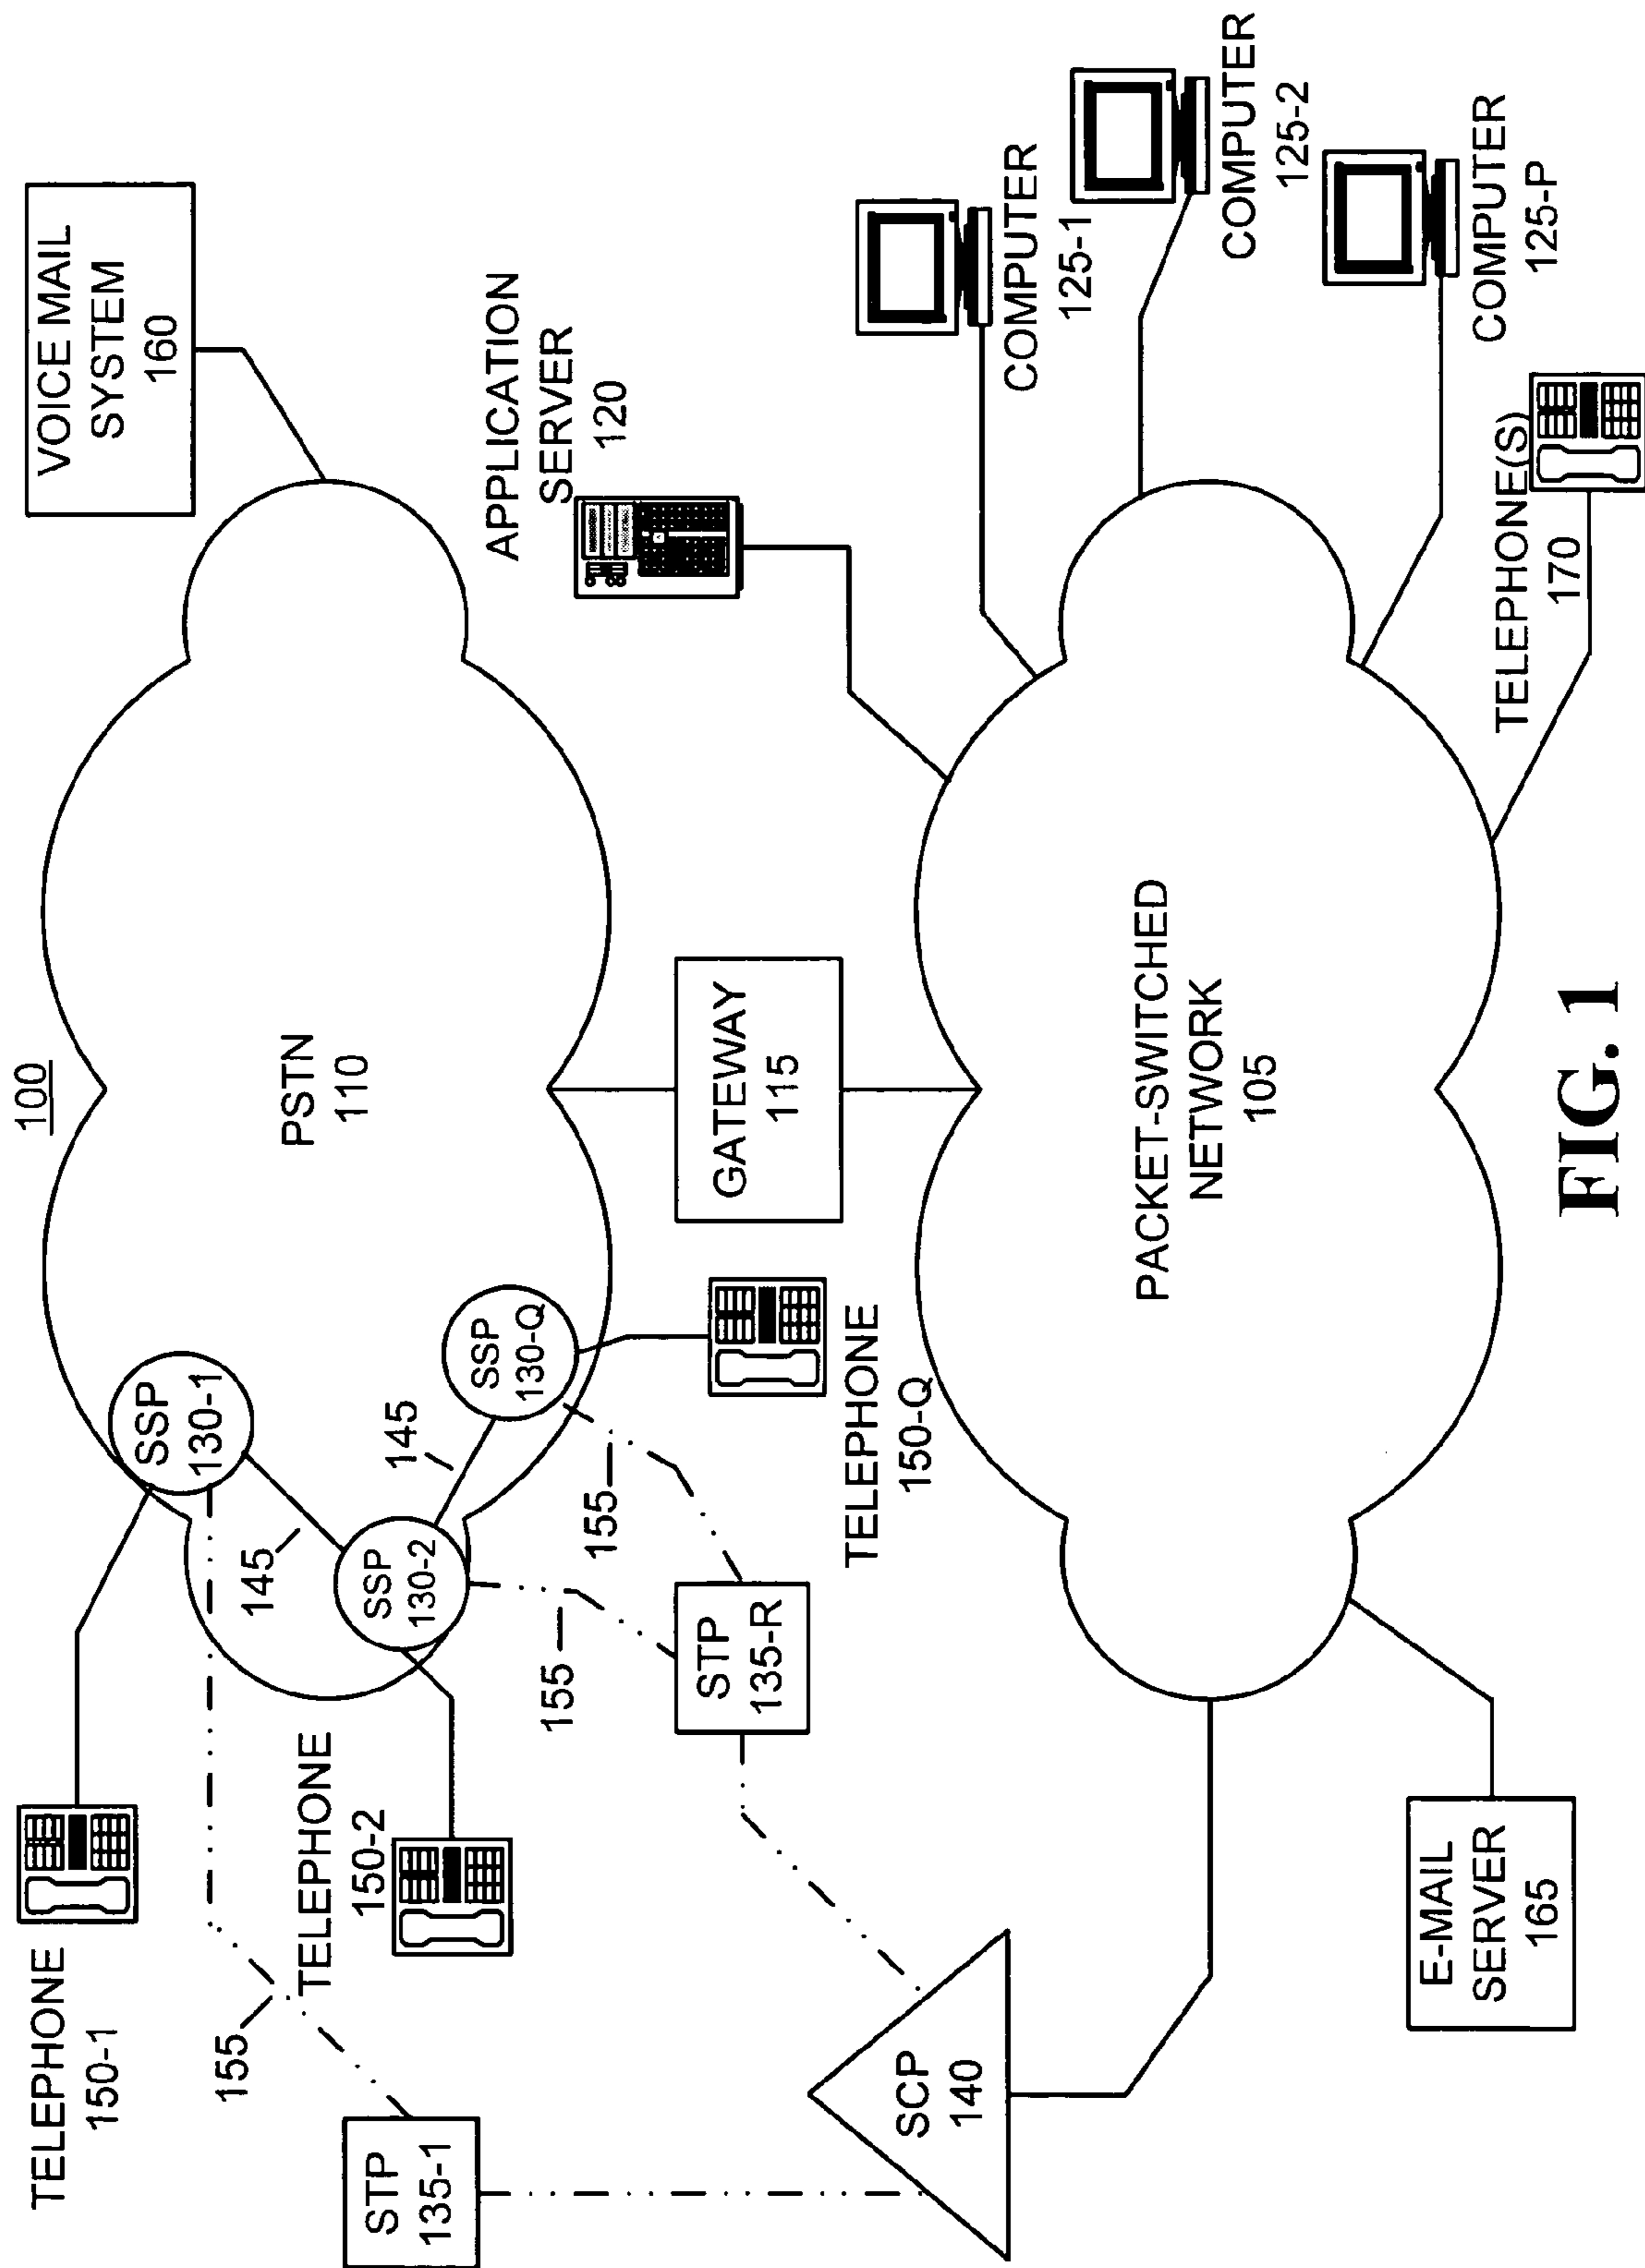 100
VOICE MAIL
SYSTEM
160
TELEPHONE
150-1
SSP
130-1
155
145
PSTN
110
TELEPHONE
150-2
SSP
130-2
145
SSP
130-Q
STP
135-1
155
155
APPLICATION
SERVER
120
STP
135-R
GATEWAY
115
TELEPHONE
150-Q
SCP
140
COMPUTER
125-1
PACKET-SWITCHED
NETWORK
105
COMPUTER
125-2
E-MAIL
SERVER
165
COMPUTER
125-P
TELEPHONE(S)
170
FIG. 1